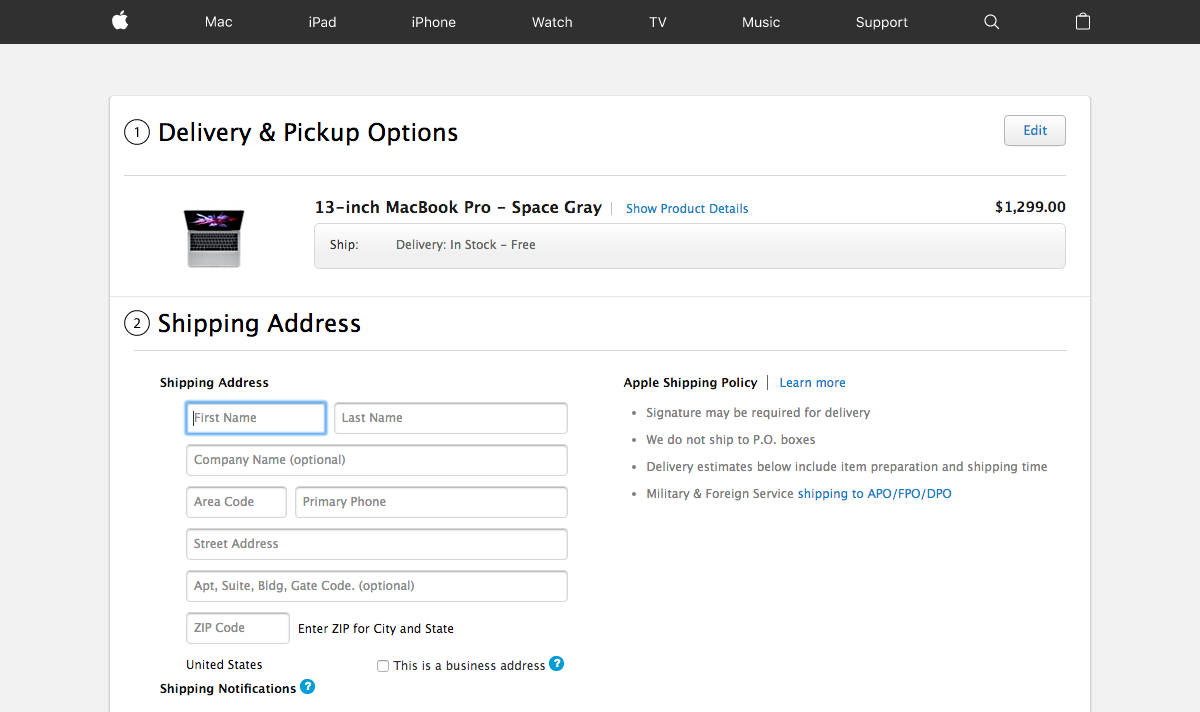 Mac iPad iPhone Watch TV Music Support
1 Delivery & Pickup Options Edit
13-inch MacBook Pro – Space Gray Show Product Details $1,299.00
Ship: Delivery: In Stock – Free
2 Shipping Address
Shipping Address
First Name Last Name
Company Name (optional)
Area Code Primary Phone
Street Address
Apt, Suite, Bldg, Gate Code. (optional)
ZIP Code Enter ZIP for City and State
United States This is a business address ?
Shipping Notifications ?
Apple Shipping Policy Learn more
• Signature may be required for delivery
• We do not ship to P.O. boxes
• Delivery estimates below include item preparation and shipping time
• Military & Foreign Service shipping to APO/FPO/DPO